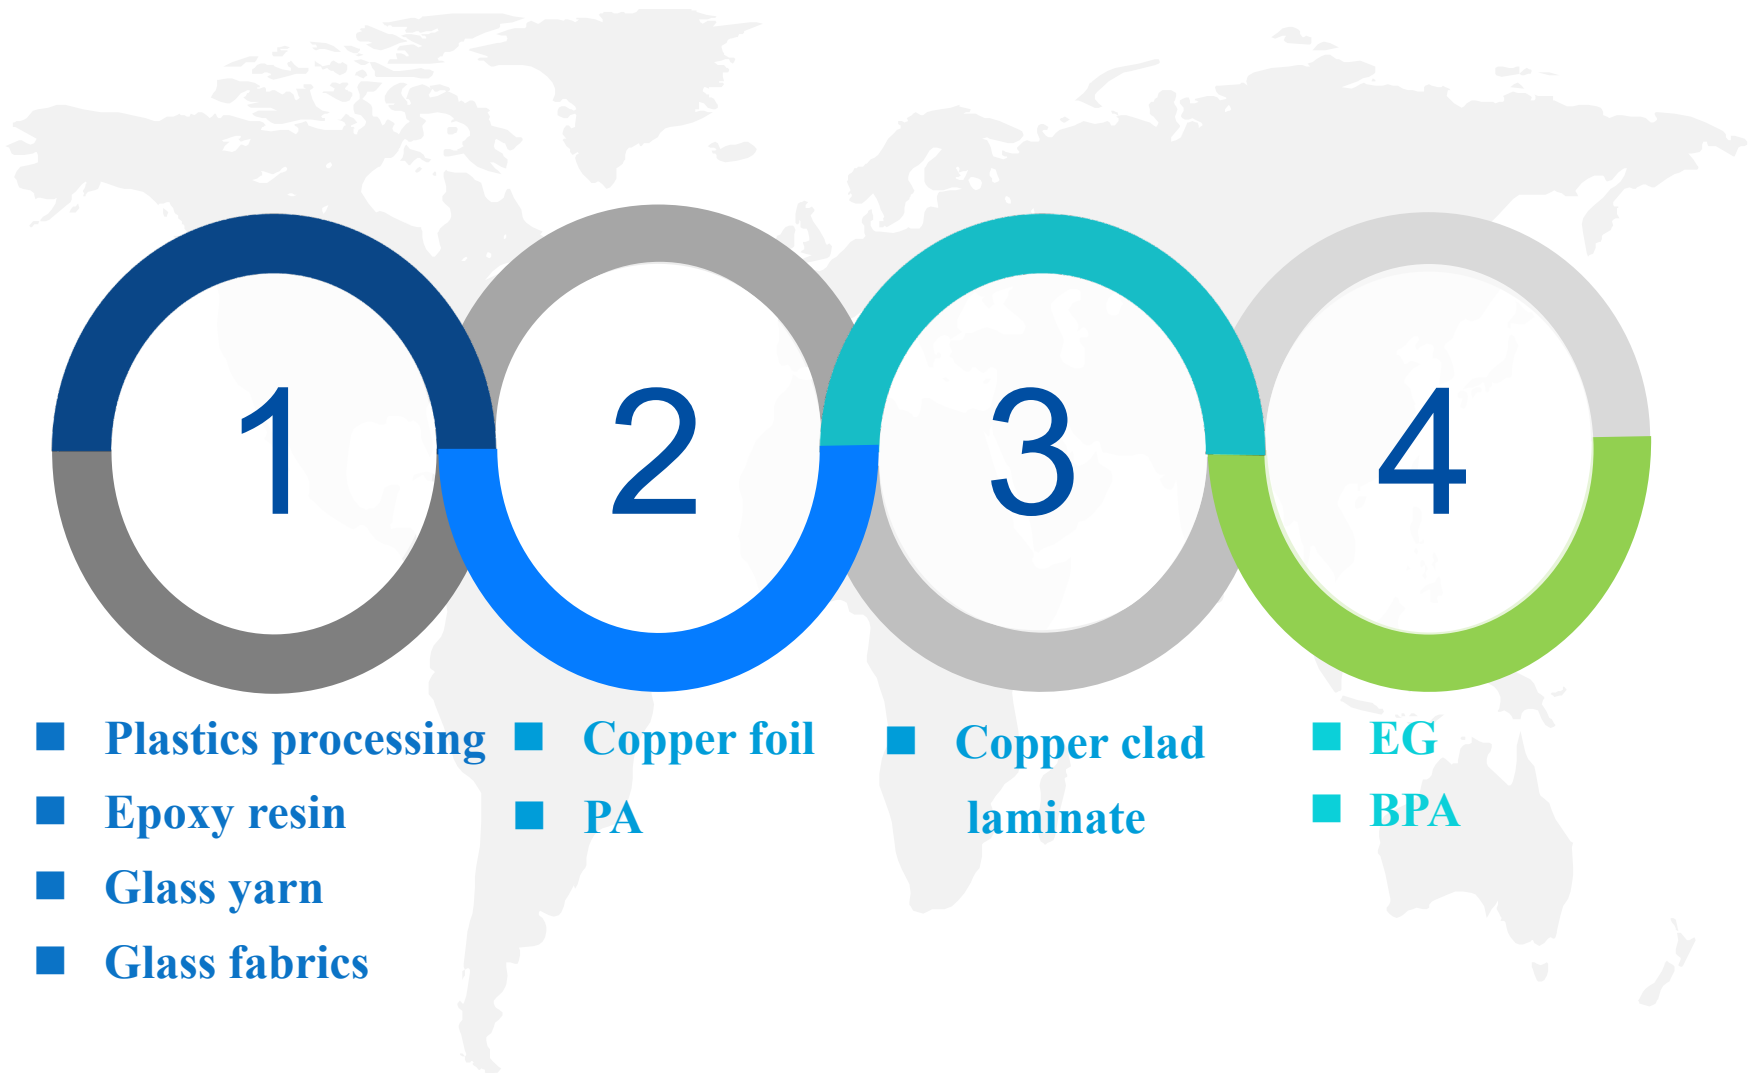 1
2
3
4
Plastics processing
Epoxy resin
Glass yarn
Glass fabrics
Copper foil
PA
Copper clad
laminate
EG
BPA